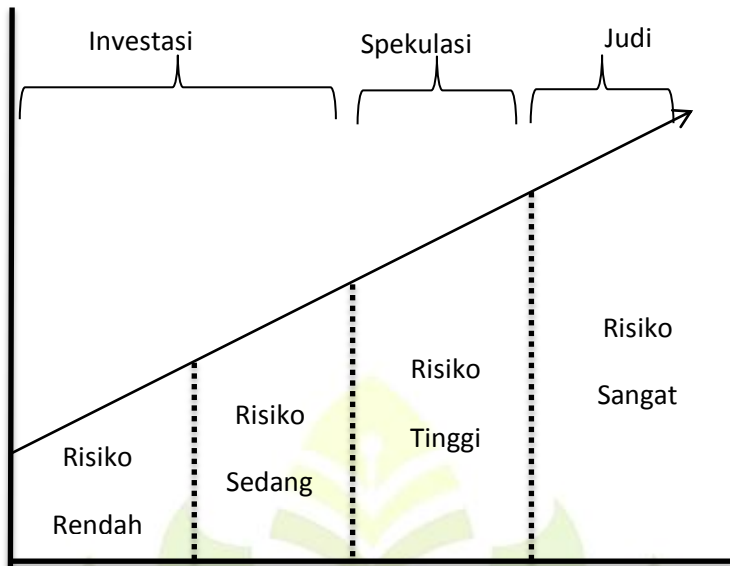 Investasi
Spekulasi
Judi
Risiko
Rendah
Risiko
Sedang
Risiko
Tinggi
Risiko
Sangat